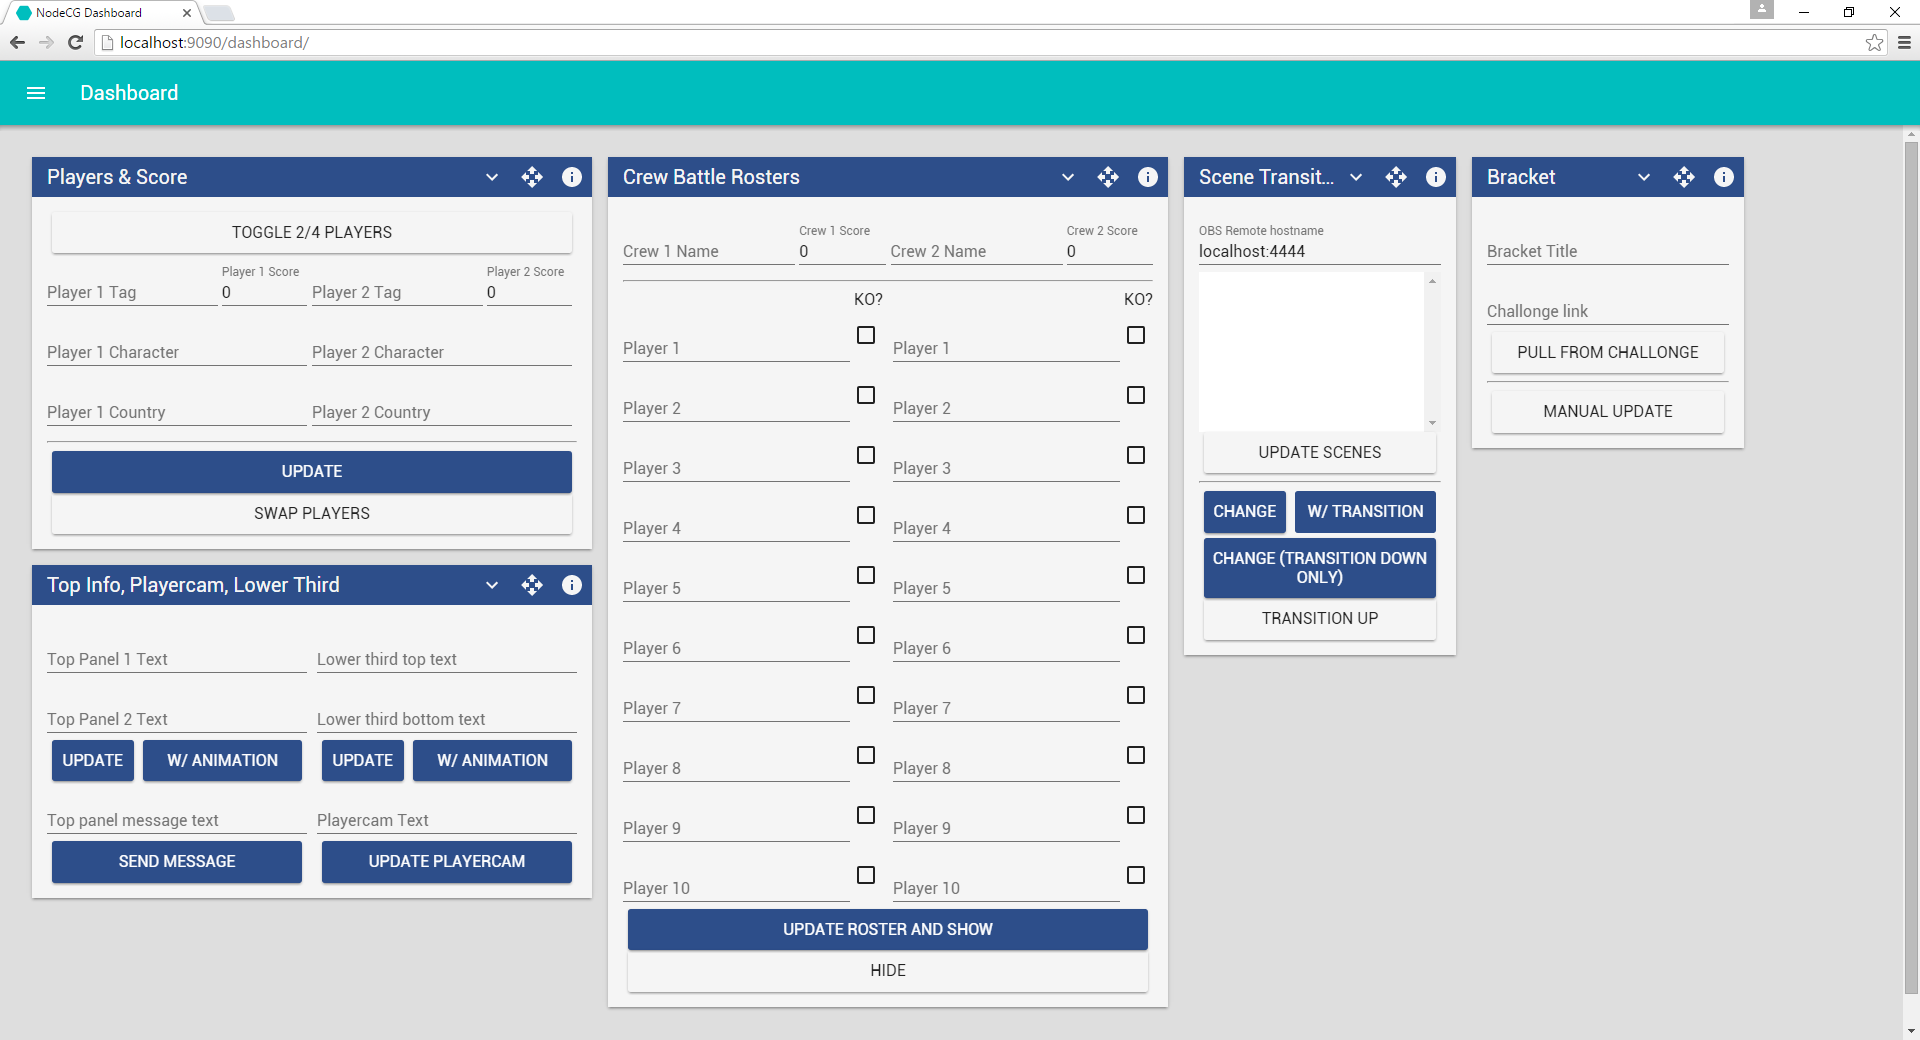 NodeCG Dashboard
localhost:9090/dashboard/
Dashboard
Players & Score
TOGGLE 2/4 PLAYERS
Player 1 Score
Player 2 Score
Player 1 Tag
0
Player 2 Tag
0
Player 1 Character
Player 2 Character
Player 1 Country
Player 2 Country
UPDATE
SWAP PLAYERS
Top Info, Playercam, Lower Third
Top Panel 1 Text
Lower third top text
Top Panel 2 Text
Lower third bottom text
UPDATE
W/ ANIMATION
UPDATE
W/ ANIMATION
Top panel message text
Playercam Text
SEND MESSAGE
UPDATE PLAYERCAM
Crew Battle Rosters
Crew 1 Score
Crew 2 Score
Crew 1 Name
0
Crew 2 Name
0
KO?
KO?
Player 1
Player 1
Player 2
Player 2
Player 3
Player 3
Player 4
Player 4
Player 5
Player 5
Player 6
Player 6
Player 7
Player 7
Player 8
Player 8
Player 9
Player 9
Player 10
Player 10
UPDATE ROSTER AND SHOW
HIDE
Scene Transit...
OBS Remote hostname
localhost:4444
UPDATE SCENES
CHANGE
W/ TRANSITION
CHANGE (TRANSITION DOWN
ONLY)
TRANSITION UP
Bracket
Bracket Title
Challonge link
PULL FROM CHALLONGE
MANUAL UPDATE